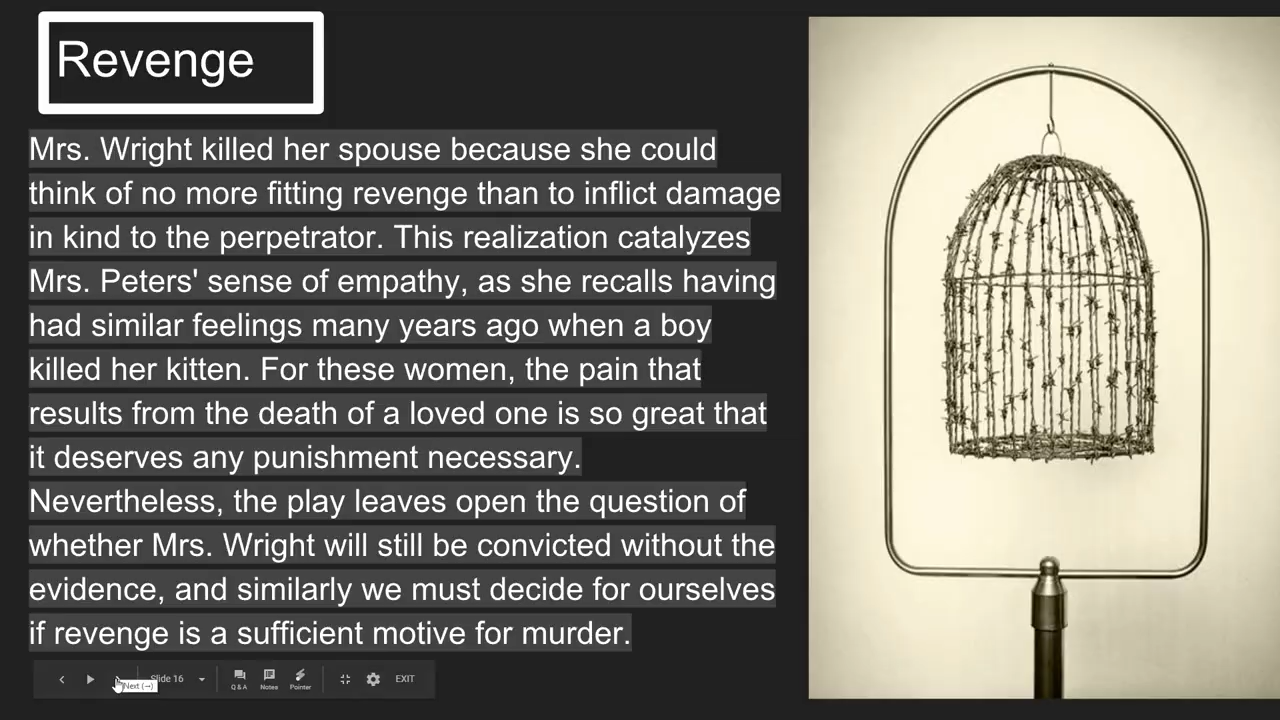 Revenge
Mrs. Wright killed her spouse because she could
think of no more fitting revenge than to inflict damage
in kind to the perpetrator. This realization catalyzes
Mrs. Peters' sense of empathy, as she recalls having
had similar feelings many years ago when a boy
killed her kitten. For these women, the pain that
results from the death of a loved one is so great that
it deserves any punishment necessary.
Nevertheless, the play leaves open the question of
whether Mrs. Wright will still be convicted without the
evidence, and similarly we must decide for ourselves
if revenge is a sufficient motive for murder.
Slide 16
Q & A
Notes
Pointer
EXIT
Next (→)